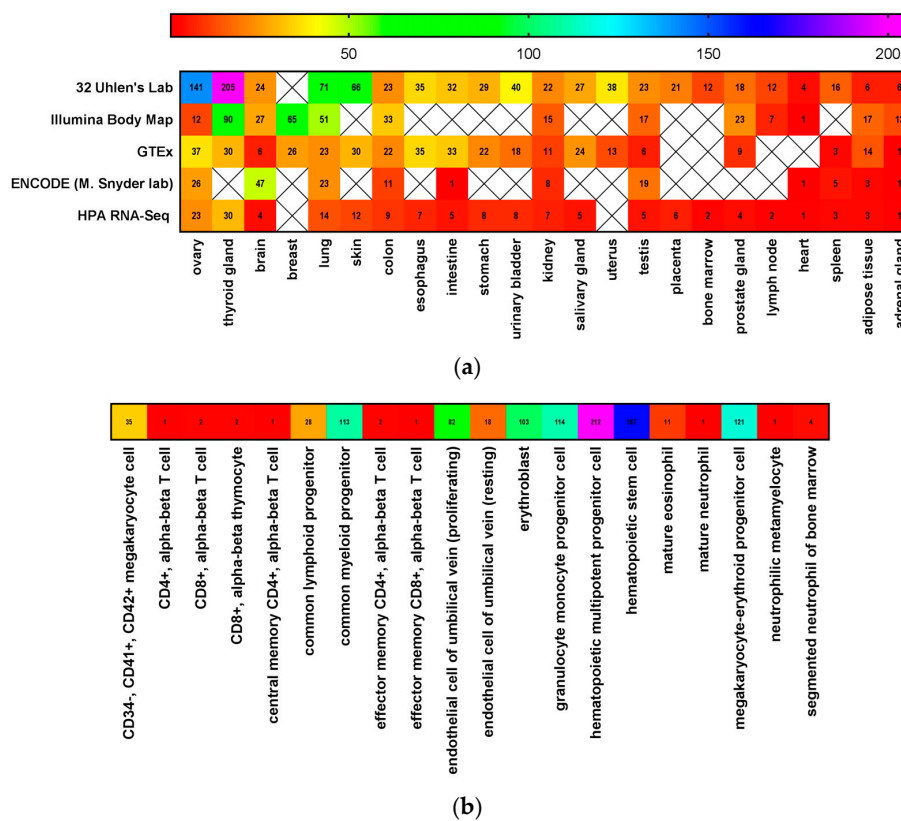 50 100 150 200
32 Uhlen's Lab 141 205 24 71 66 23 35 32 29 40 22 27 38 23 21 12 18 12 4 16 6
Illumina Body Map 12 90 27 65 51 33 15 17 23 7 1 17
GTEx 37 30 6 26 23 30 22 35 33 22 18 11 24 13 6 9 3 14
ENCODE (M. Snyder lab) 26 47 23 11 1 8 19 1 5 3
HPA RNA-Seq 23 30 4 14 12 9 7 5 8 8 7 5 5 6 2 4 2 1 3 3
ovary
thyroid gland
brain
breast
lung
skin
colon
esophagus
intestine
stomach
urinary bladder
kidney
salivary gland
uterus
testis
placenta
bone marrow
prostate gland
lymph node
heart
spleen
adipose tissue
adrenal gland
(a)
35 1 2 2 1 28 113 2 1 82 18 103 114 212 11 1 121 1 4
CD34-, CD41+, CD42+ megakaryocyte cell
CD4+, alpha-beta T cell
CD8+, alpha-beta T cell
CD8+, alpha-beta thymocyte
central memory CD4+, alpha-beta T cell
common lymphoid progenitor
common myeloid progenitor
effector memory CD4+, alpha-beta T cell
effector memory CD8+, alpha-beta T cell
endothelial cell of umbilical vein (proliferating)
endothelial cell of umbilical vein (resting)
erythroblast
granulocyte monocyte progenitor cell
hematopoietic multipotent progenitor cell
hematopoietic stem cell
mature eosinophil
mature neutrophil
megakaryocyte-erythroid progenitor cell
neutrophilic metamyelocyte
segmented neutrophil of bone marrow
(b)